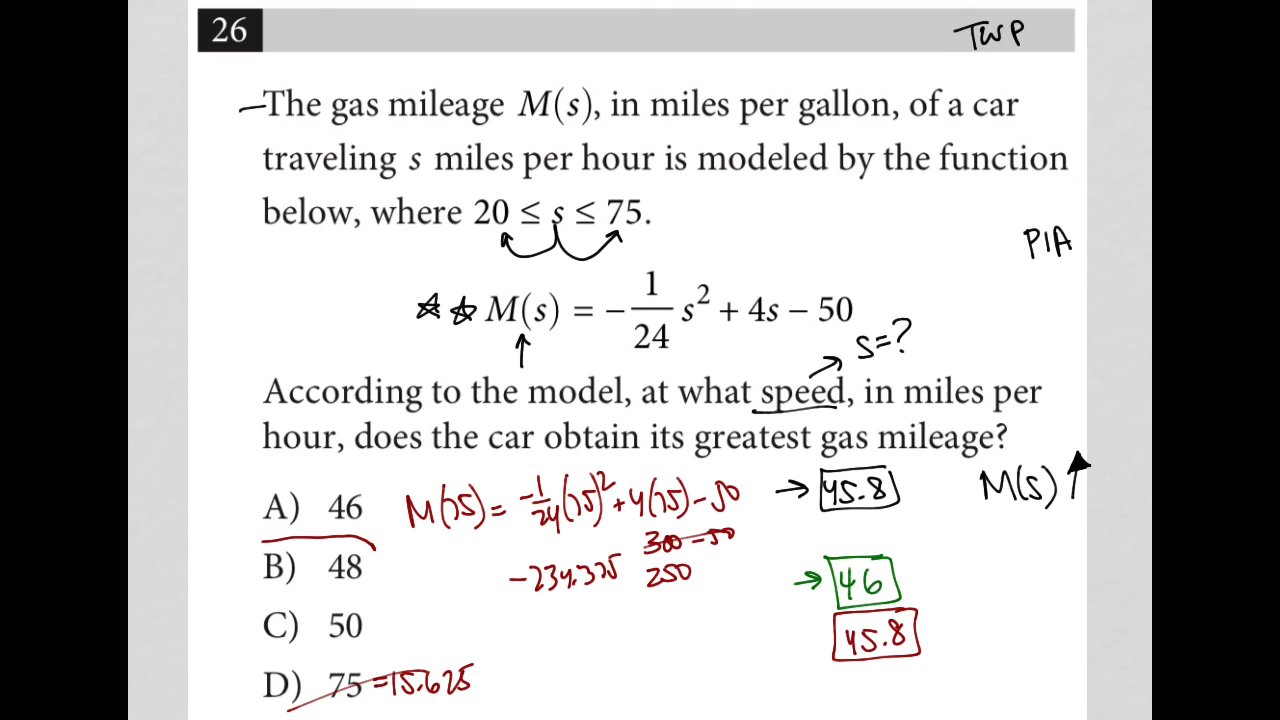 26
TWP
The gas mileage M(s), in miles per gallon, of a car
traveling s miles per hour is modeled by the function
below, where 20 ≤ s ≤ 75.
PIA
M(s) = −1/24 s² + 4s − 50
s=?
According to the model, at what speed, in miles per
hour, does the car obtain its greatest gas mileage?
A) 46
M(75) = -1/24(75)²+4(75)-50
→ 45.8
M(s) ↑
300 -50
B) 48
-234.375
250
→ 46
C) 50
45.8
D) 75 =15.625